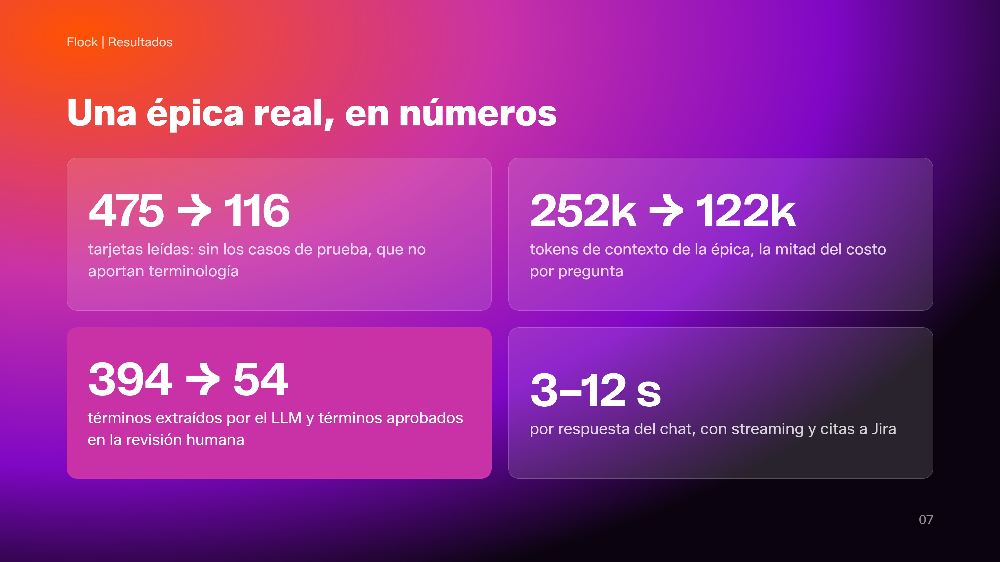 Flock | Resultados
Una épica real, en números
475 → 116
tarjetas leídas: sin los casos de prueba, que no
aportan terminología
252k → 122k
tokens de contexto de la épica, la mitad del costo
por pregunta
394 → 54
términos extraídos por el LLM y términos aprobados
en la revisión humana
3–12 s
por respuesta del chat, con streaming y citas a Jira
07